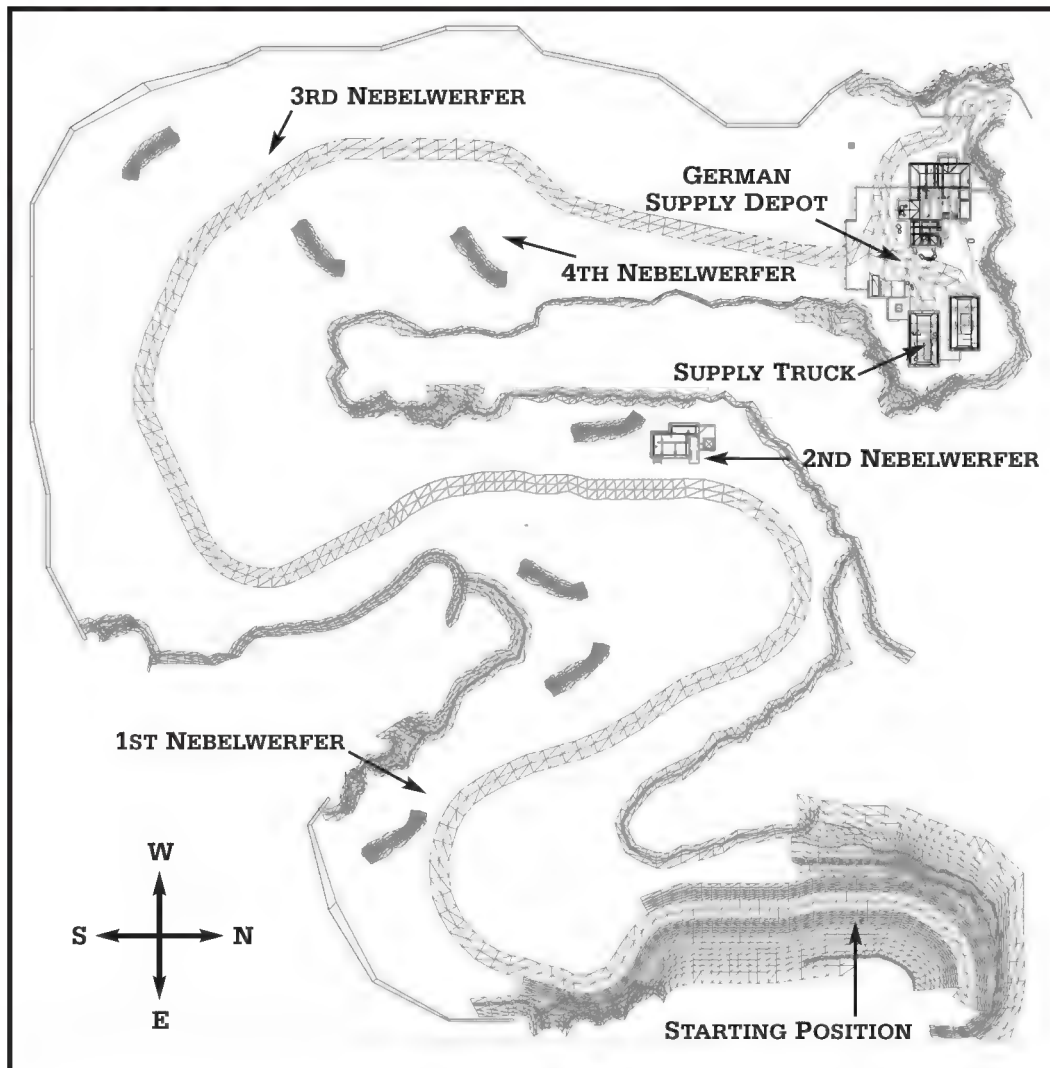 3RD NEBELWERFER
GERMAN
SUPPLY DEPOT
4TH NEBELWERFER
SUPPLY TRUCK
2ND NEBELWERFER
1ST NEBELWERFER
W
S
N
E
STARTING POSITION